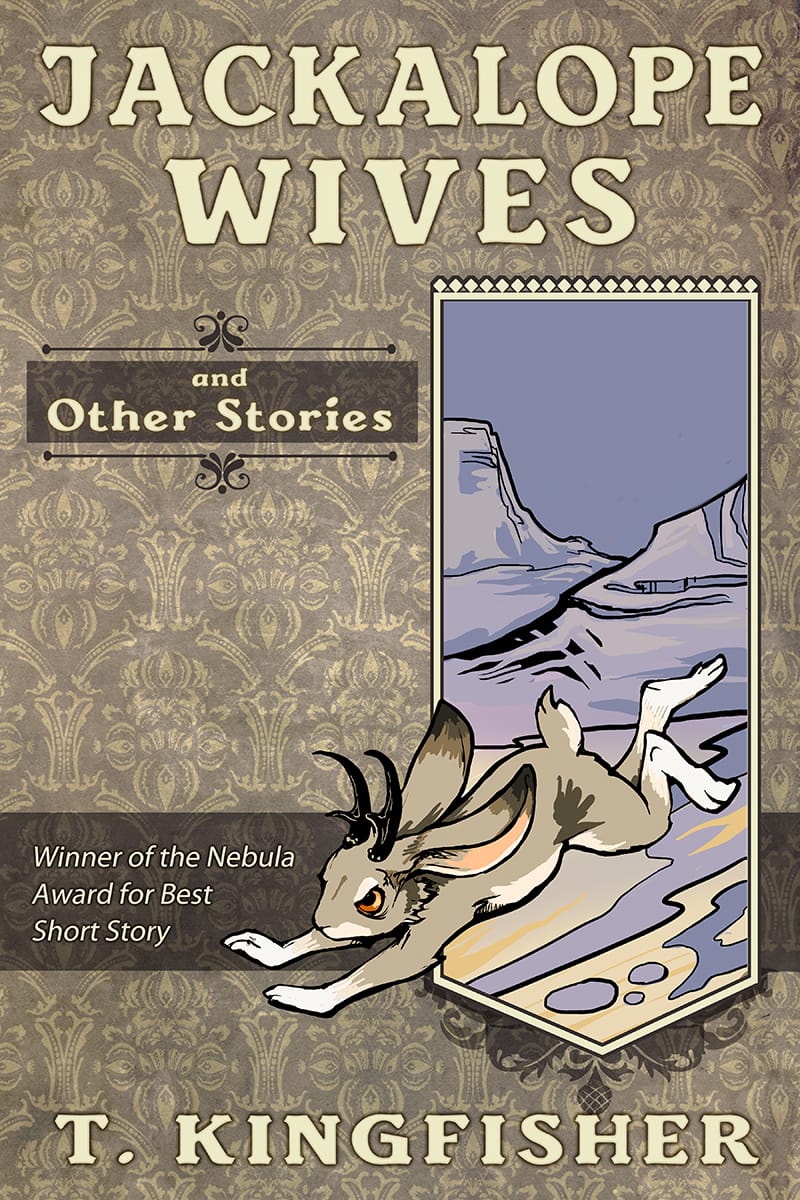 JACKALOPE
WIVES
and
Other Stories
Winner of the Nebula
Award for Best
Short Story
T. KINGFISHER